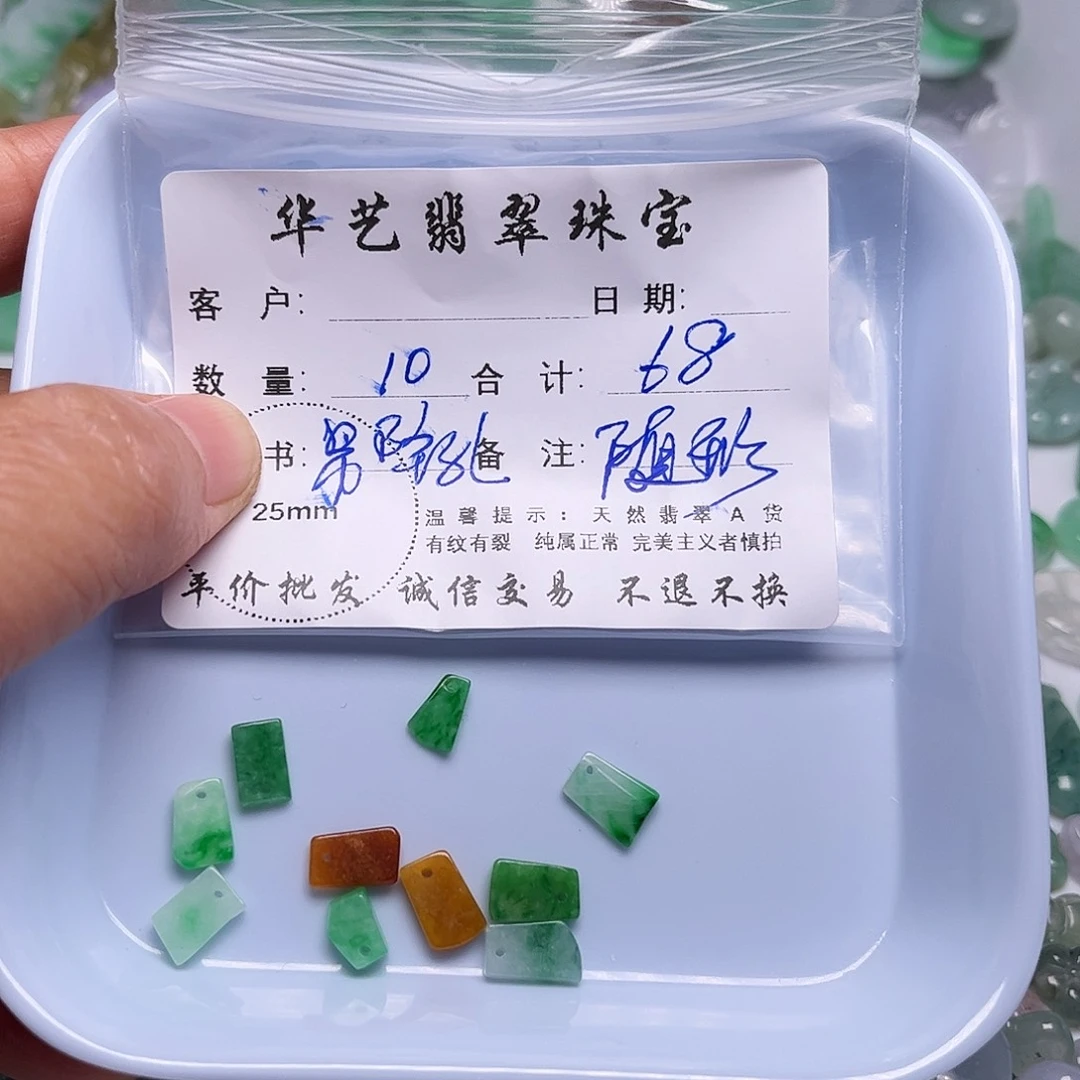 华艺翡翠珠宝
客 户: 日 期:
数 量: 10 合 计: 68
书: 备 注: 随形
25mm
温馨提示:天然翡翠A货
有纹有裂 纯属正常 完美主义者慎拍
平价批发 诚信交易 不退不换